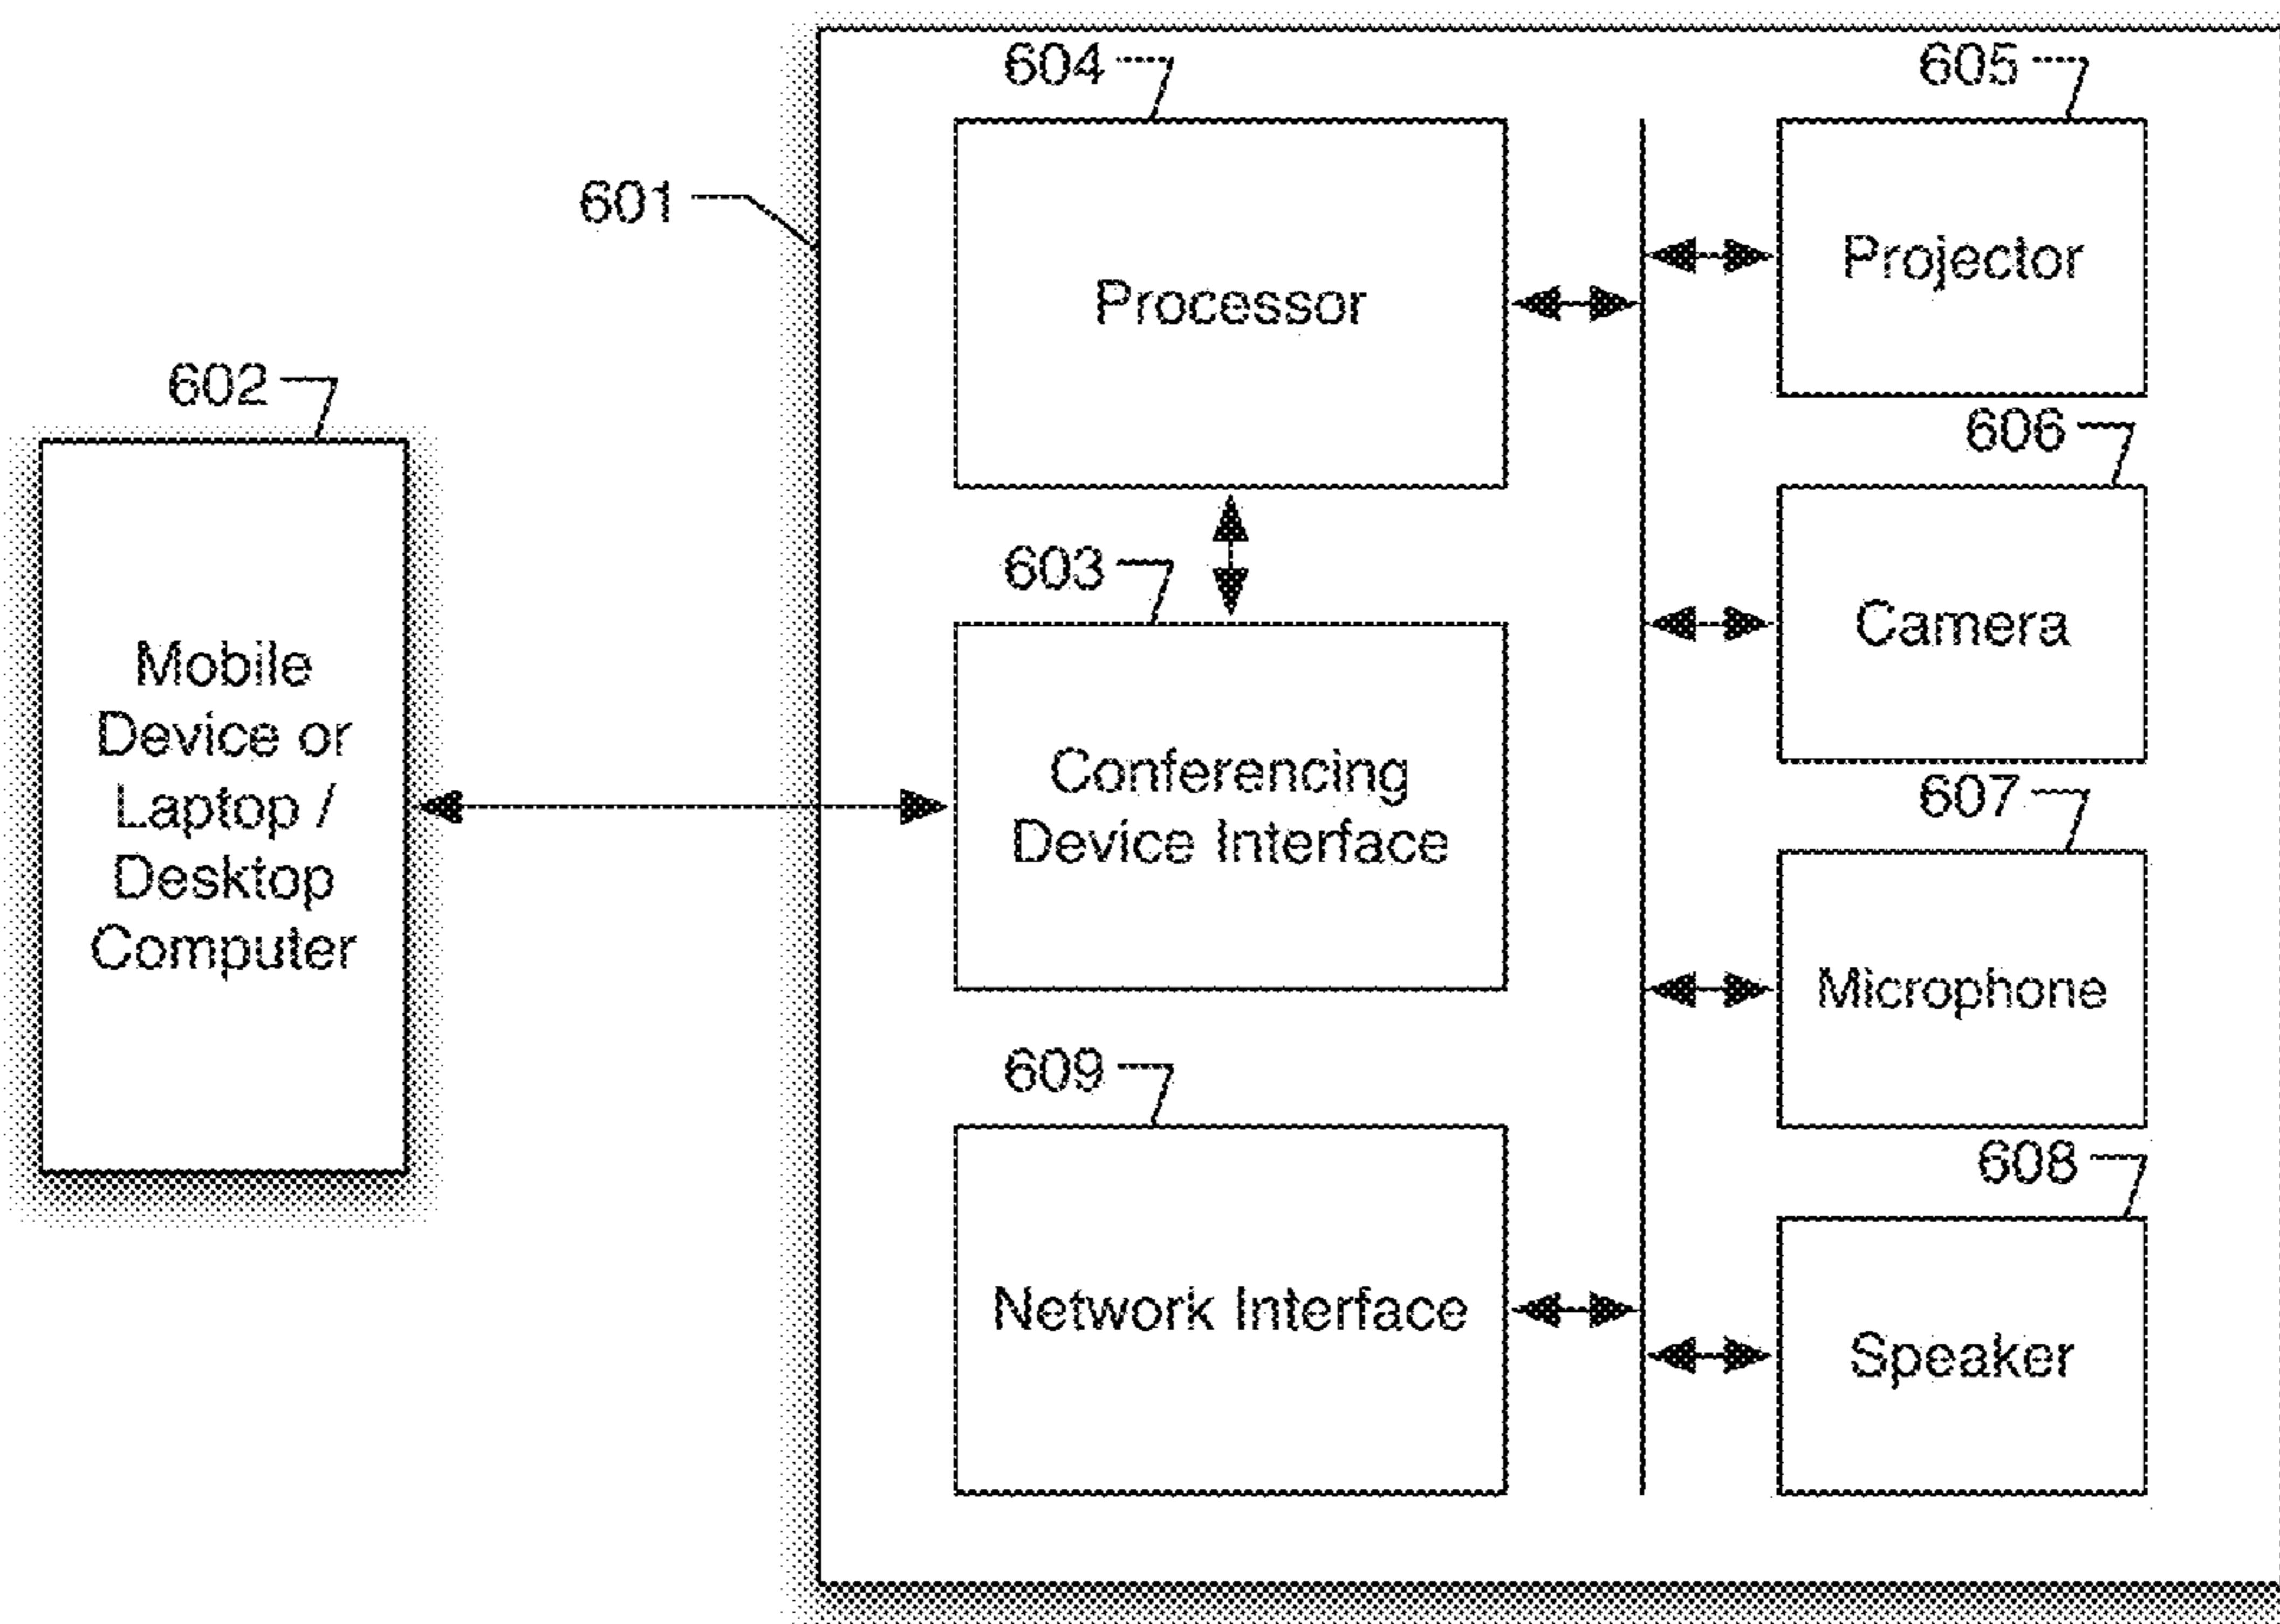 604
605
601
Processor
Projector
602
606
603
Camera
Mobile
Device or
Laptop /
Desktop
Computer
Conferencing
Device Interface
607
Microphone
609
608
Network Interface
Speaker